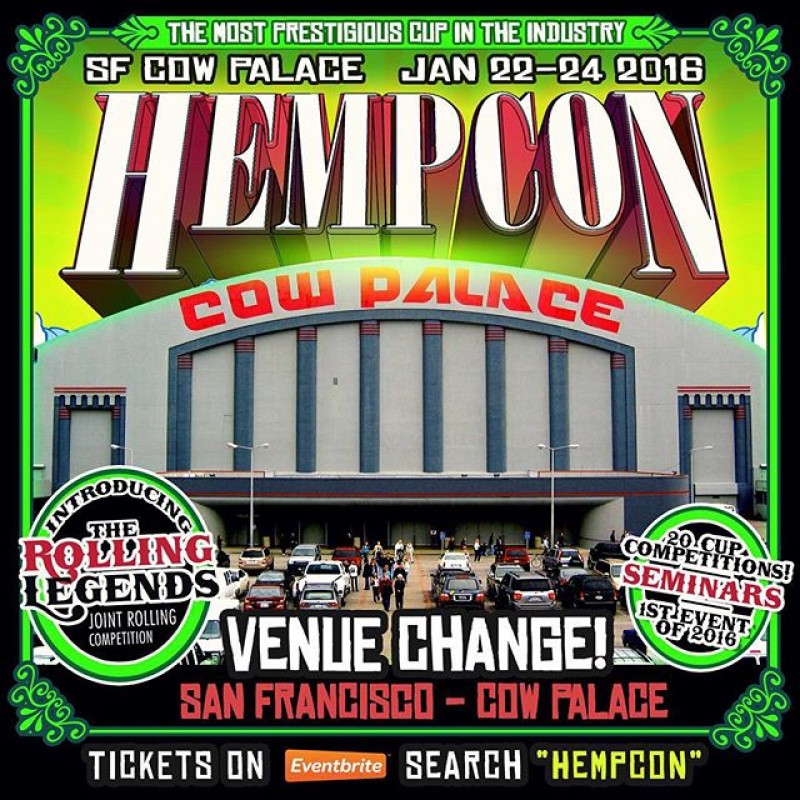 THE MOST PRESTIGIOUS CUP IN THE INDUSTRY
SF COW PALACE JAN 22-24 2016
HEMPCON
COW PALACE
INTRODUCING
THE
ROLLING
LEGENDS
JOINT ROLLING
COMPETITION
20 CUP
COMPETITIONS!
SEMINARS
1ST EVENT
OF 2016
VENUE CHANGE!
SAN FRANCISCO - COW PALACE
TICKETS ON Eventbrite SEARCH "HEMPCON"